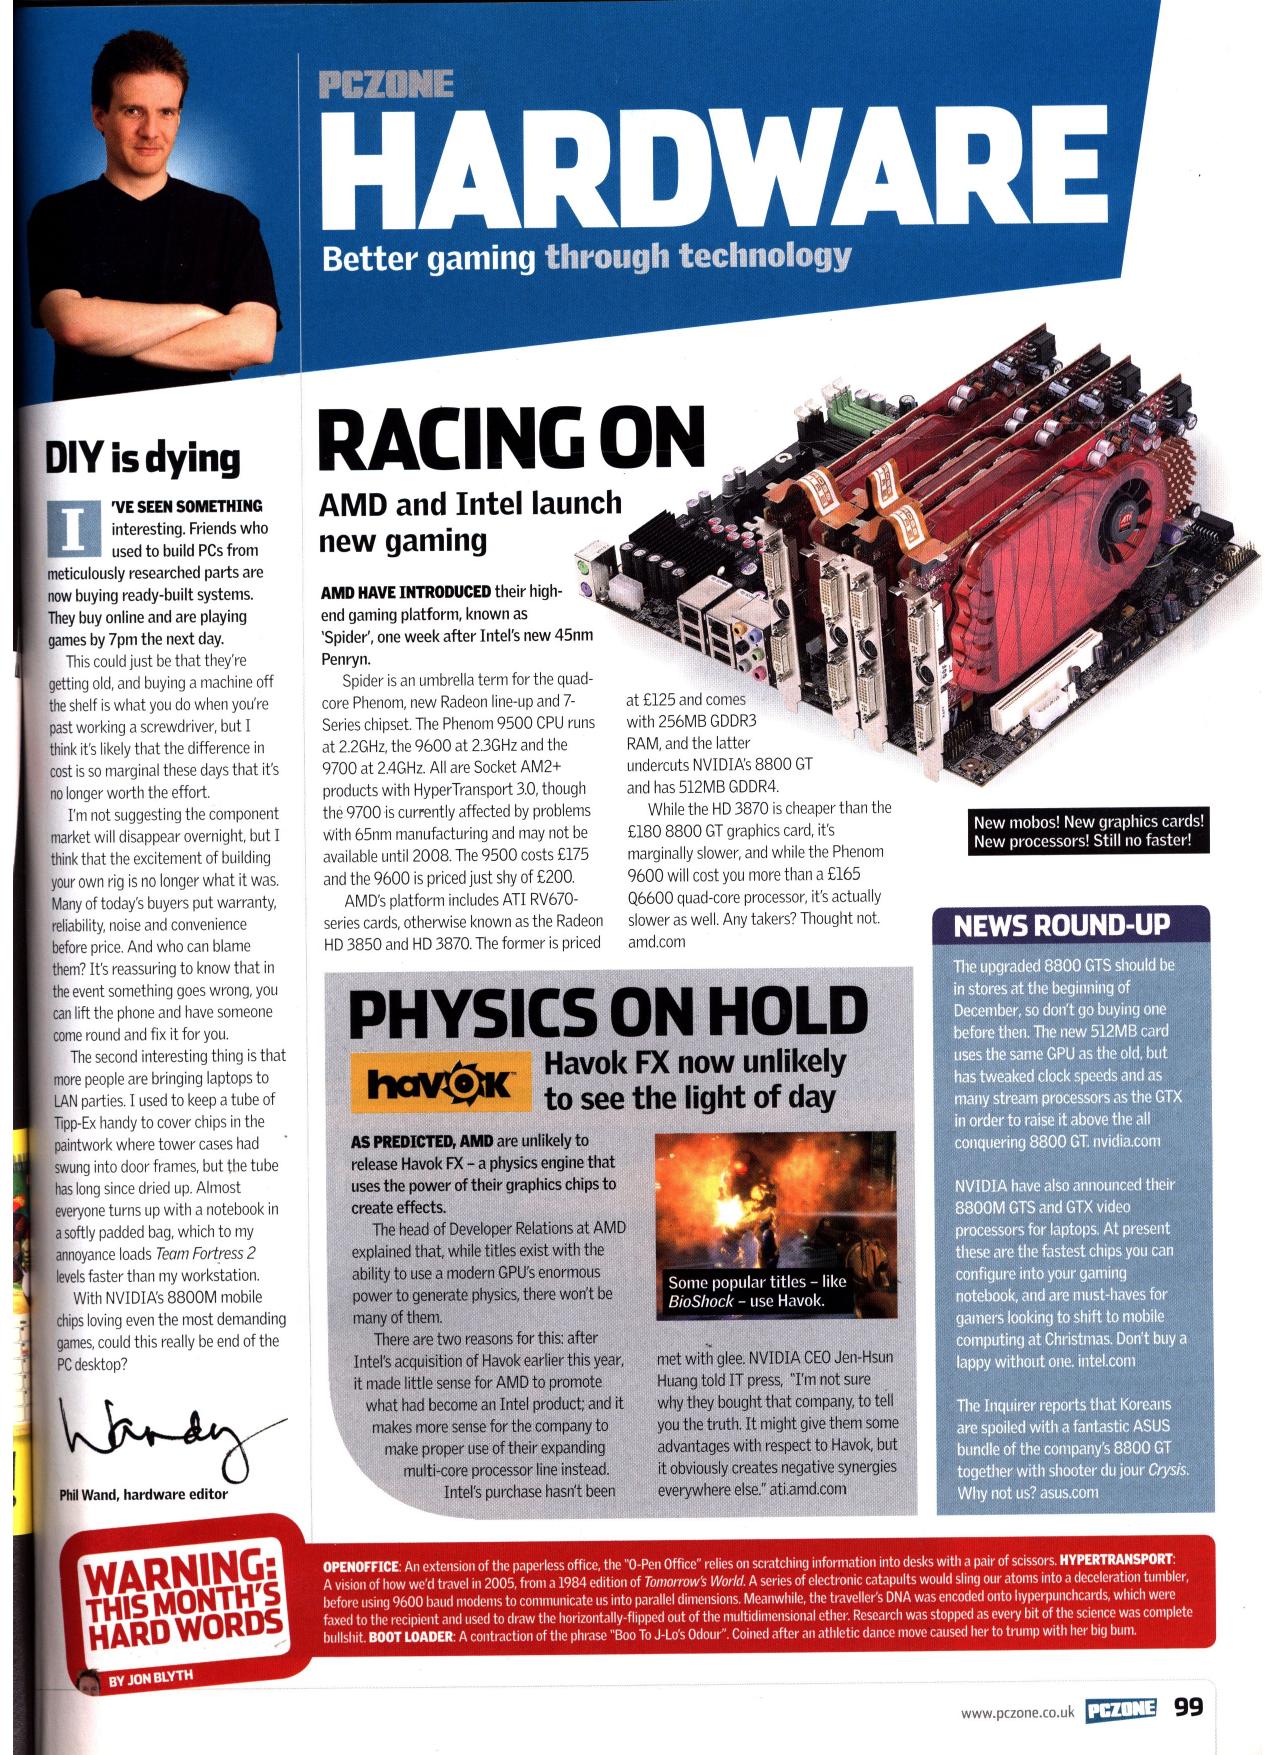 PCZONE
HARDWARE
Better gaming through technology
DIY is dying
I'VE SEEN SOMETHING
interesting. Friends who
used to build PCs from
meticulously researched parts are
now buying ready-built systems.
They buy online and are playing
games by 7pm the next day.
This could just be that they're
getting old, and buying a machine off
the shelf is what you do when you're
past working a screwdriver, but I
think it's likely that the difference in
cost is so marginal these days that it's
no longer worth the effort.
I'm not suggesting the component
market will disappear overnight, but I
think that the excitement of building
your own rig is no longer what it was.
Many of today's buyers put warranty,
reliability, noise and convenience
before price. And who can blame
them? It's reassuring to know that in
the event something goes wrong, you
can lift the phone and have someone
come round and fix it for you.
The second interesting thing is that
more people are bringing laptops to
LAN parties. I used to keep a tube of
Tipp-Ex handy to cover chips in the
paintwork where tower cases had
swung into door frames, but the tube
has long since dried up. Almost
everyone turns up with a notebook in
a softly padded bag, which to my
annoyance loads Team Fortress 2
levels faster than my workstation.
With NVIDIA's 8800M mobile
chips loving even the most demanding
games, could this really be end of the
PC desktop?
Wandy
Phil Wand, hardware editor
RACING ON
AMD and Intel launch
new gaming
AMD HAVE INTRODUCED their high-
end gaming platform, known as
'Spider', one week after Intel's new 45nm
Penryn.
Spider is an umbrella term for the quad-
core Phenom, new Radeon line-up and 7-
Series chipset. The Phenom 9500 CPU runs
at 2.2GHz, the 9600 at 2.3GHz and the
9700 at 2.4GHz. All are Socket AM2+
products with HyperTransport 3.0, though
the 9700 is currently affected by problems
with 65nm manufacturing and may not be
available until 2008. The 9500 costs £175
and the 9600 is priced just shy of £200.
AMD's platform includes ATI RV670-
series cards, otherwise known as the Radeon
HD 3850 and HD 3870. The former is priced
at £125 and comes
with 256MB GDDR3
RAM, and the latter
undercuts NVIDIA's 8800 GT
and has 512MB GDDR4.
While the HD 3870 is cheaper than the
£180 8800 GT graphics card, it's
marginally slower, and while the Phenom
9600 will cost you more than a £165
Q6600 quad-core processor, it's actually
slower as well. Any takers? Thought not.
amd.com
ATI
New mobos! New graphics cards!
New processors! Still no faster!
PHYSICS ON HOLD
havok™
Havok FX now unlikely
to see the light of day
AS PREDICTED, AMD are unlikely to
release Havok FX – a physics engine that
uses the power of their graphics chips to
create effects.
The head of Developer Relations at AMD
explained that, while titles exist with the
ability to use a modern GPU's enormous
power to generate physics, there won't be
many of them.
There are two reasons for this: after
Intel's acquisition of Havok earlier this year,
it made little sense for AMD to promote
what had become an Intel product; and it
makes more sense for the company to
make proper use of their expanding
multi-core processor line instead.
Intel's purchase hasn't been
Some popular titles – like
BioShock – use Havok.
met with glee. NVIDIA CEO Jen-Hsun
Huang told IT press, "I'm not sure
why they bought that company, to tell
you the truth. It might give them some
advantages with respect to Havok, but
it obviously creates negative synergies
everywhere else." ati.amd.com
NEWS ROUND-UP
The upgraded 8800 GTS should be
in stores at the beginning of
December, so don't go buying one
before then. The new 512MB card
uses the same GPU as the old, but
has tweaked clock speeds and as
many stream processors as the GTX
in order to raise it above the all
conquering 8800 GT. nvidia.com
NVIDIA have also announced their
8800M GTS and GTX video
processors for laptops. At present
these are the fastest chips you can
configure into your gaming
notebook, and are must-haves for
gamers looking to shift to mobile
computing at Christmas. Don't buy a
lappy without one. intel.com
The Inquirer reports that Koreans
are spoiled with a fantastic ASUS
bundle of the company's 8800 GT
together with shooter du jour Crysis.
Why not us? asus.com
WARNING:
THIS MONTH'S
HARD WORDS
BY JON BLYTH
OPENOFFICE: An extension of the paperless office, the "O-Pen Office" relies on scratching information into desks with a pair of scissors. HYPERTRANSPORT:
A vision of how we'd travel in 2005, from a 1984 edition of Tomorrow's World. A series of electronic catapults would sling our atoms into a deceleration tumbler,
before using 9600 baud modems to communicate us into parallel dimensions. Meanwhile, the traveller's DNA was encoded onto hyperpunchcards, which were
faxed to the recipient and used to draw the horizontally-flipped out of the multidimensional ether. Research was stopped as every bit of the science was complete
bullshit. BOOT LOADER: A contraction of the phrase "Boo To J-Lo's Odour". Coined after an athletic dance move caused her to trump with her big bum.
www.pczone.co.uk PCZONE 99